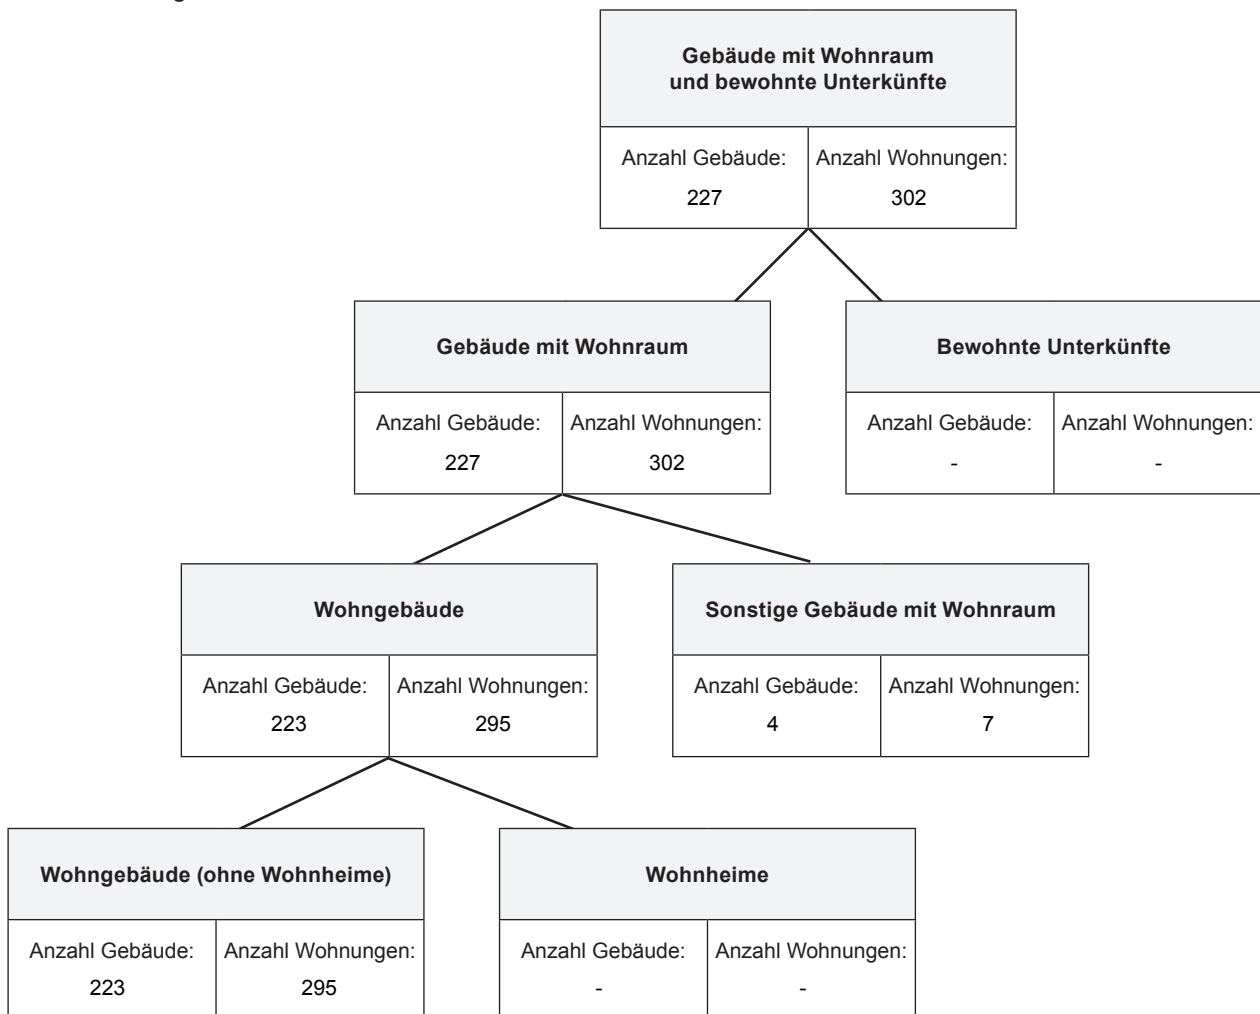 Gebäude mit Wohnraum
und bewohnte Unterkünfte
Anzahl Gebäude:
Anzahl Wohnungen:
227
302
Gebäude mit Wohnraum
Bewohnte Unterkünfte
Anzahl Gebäude:
Anzahl Wohnungen:
Anzahl Gebäude:
Anzahl Wohnungen:
227
302
-
-
Wohngebäude
Sonstige Gebäude mit Wohnraum
Anzahl Gebäude:
Anzahl Wohnungen:
Anzahl Gebäude:
Anzahl Wohnungen:
223
295
4
7
Wohngebäude (ohne Wohnheime)
Wohnheime
Anzahl Gebäude:
Anzahl Wohnungen:
Anzahl Gebäude:
Anzahl Wohnungen:
223
295
-
-